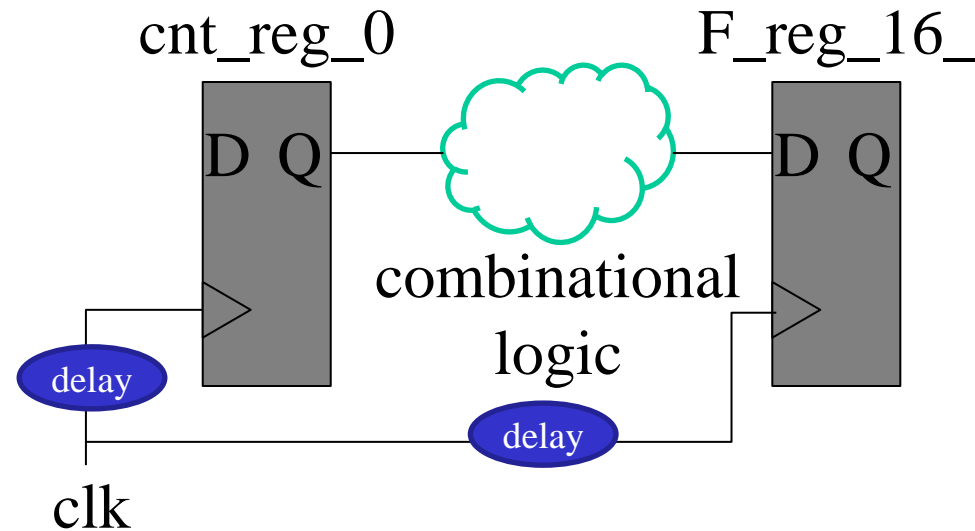 cnt_reg_0
F_reg_16_
D Q
D Q
combinational
logic
delay
delay
clk